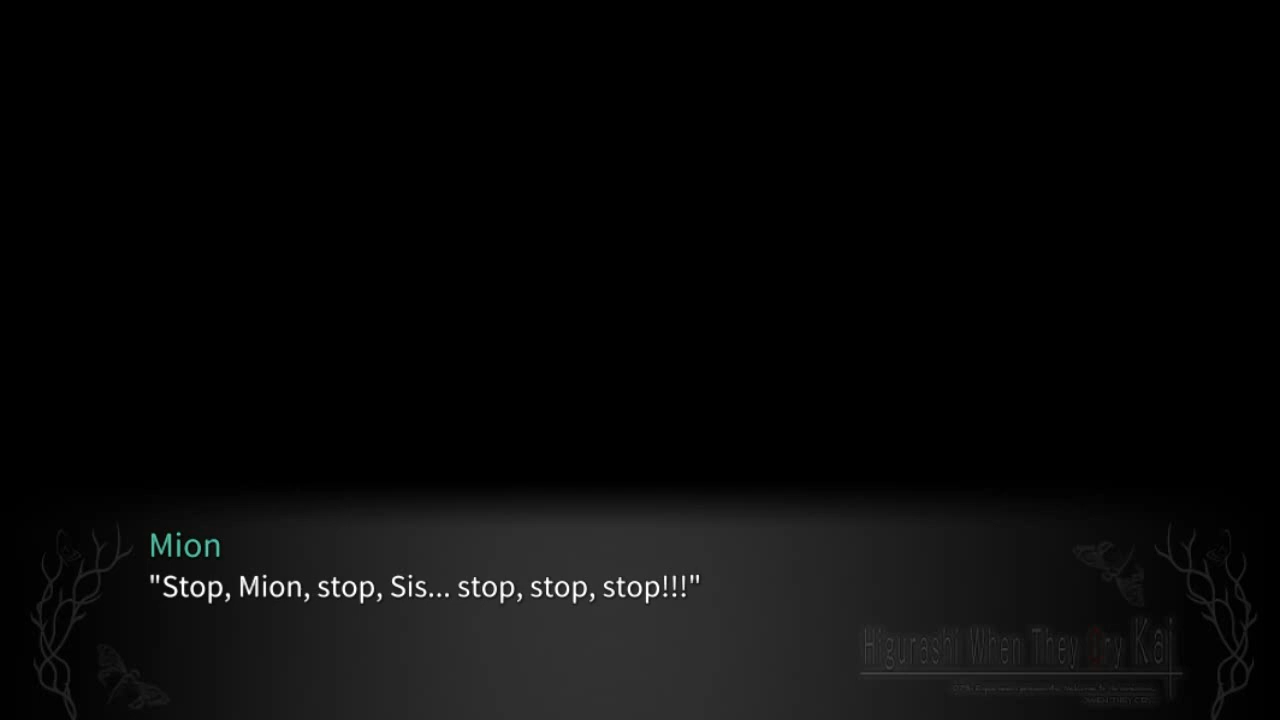 Mion
"Stop, Mion, stop, Sis... stop, stop, stop!!!"
Higurashi When They Cry Kai